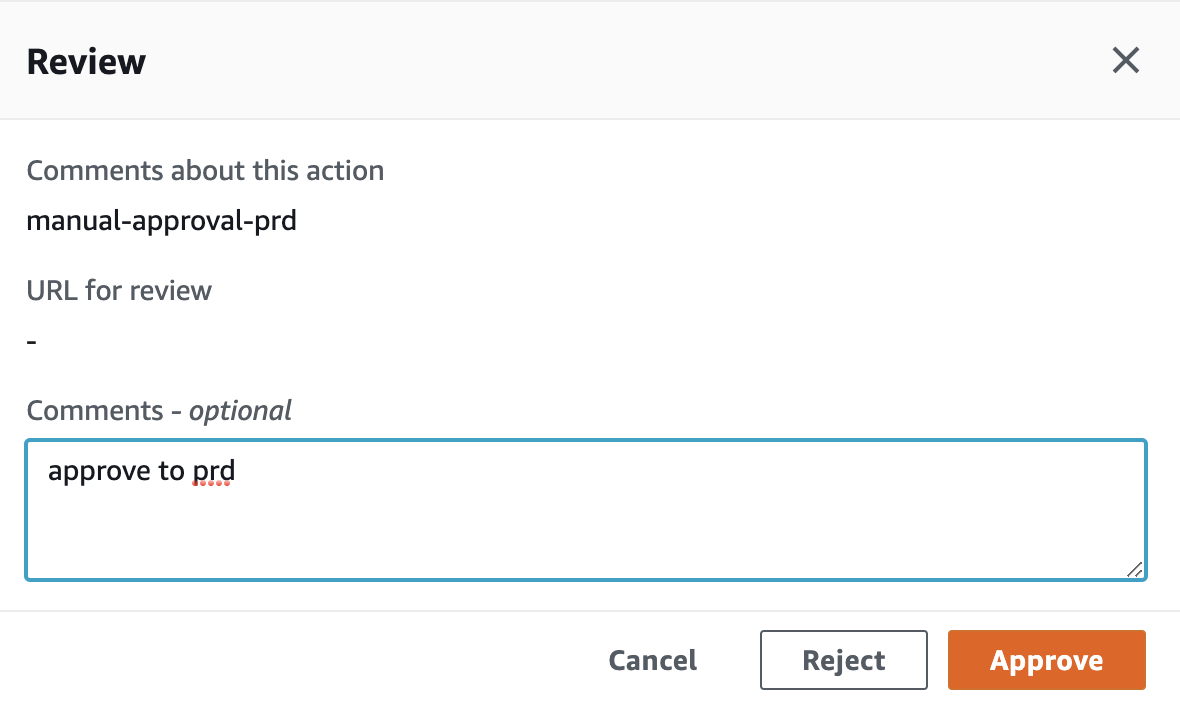 Review
Comments about this action
manual-approval-prd
URL for review
-
Comments - optional
approve to prd
Cancel
Reject
Approve